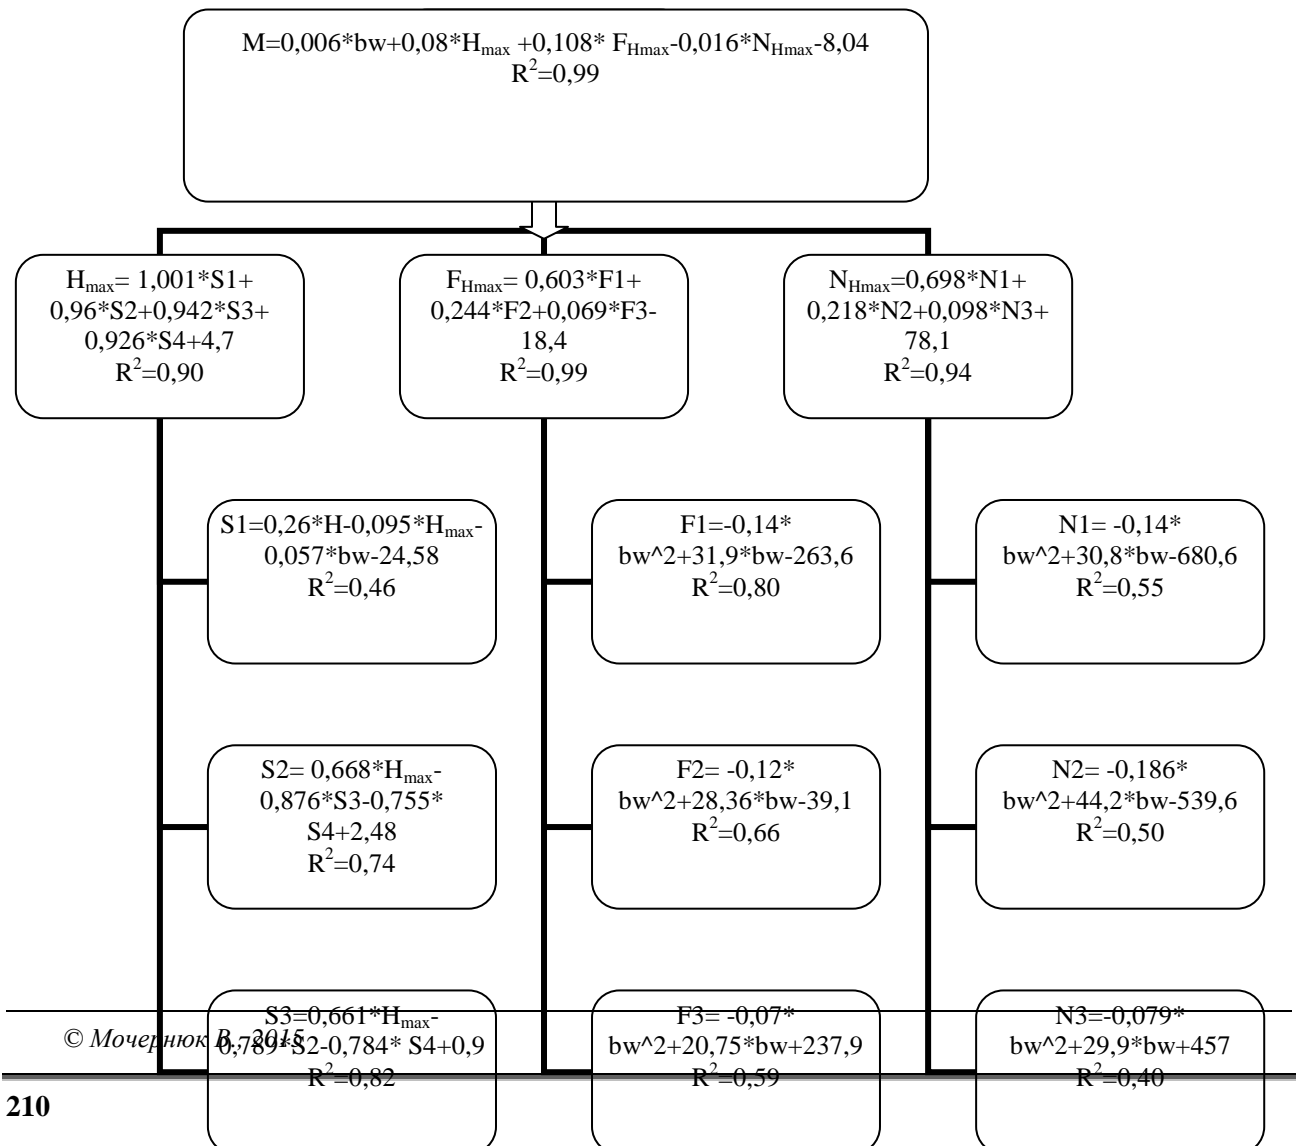 M=0,006*bw+0,08*Hmax +0,108* FHmax-0,016*NHmax-8,04
R²=0,99
Hmax= 1,001*S1+
0,96*S2+0,942*S3+
0,926*S4+4,7
R²=0,90
FHmax= 0,603*F1+
0,244*F2+0,069*F3-
18,4
R²=0,99
NHmax=0,698*N1+
0,218*N2+0,098*N3+
78,1
R²=0,94
S1=0,26*H-0,095*Hmax-
0,057*bw-24,58
R²=0,46
F1=-0,14*
bw^2+31,9*bw-263,6
R²=0,80
N1= -0,14*
bw^2+30,8*bw-680,6
R²=0,55
S2= 0,668*Hmax-
0,876*S3-0,755*
S4+2,48
R²=0,74
F2= -0,12*
bw^2+28,36*bw-39,1
R²=0,66
N2= -0,186*
bw^2+44,2*bw-539,6
R²=0,50
S3=0,661*Hmax-
0,789*S2-0,784* S4+0,9
R²=0,82
F3= -0,07*
bw^2+20,75*bw+237,9
R²=0,59
N3=-0,079*
bw^2+29,9*bw+457
R²=0,40
© Мочернюк В., 2015
210